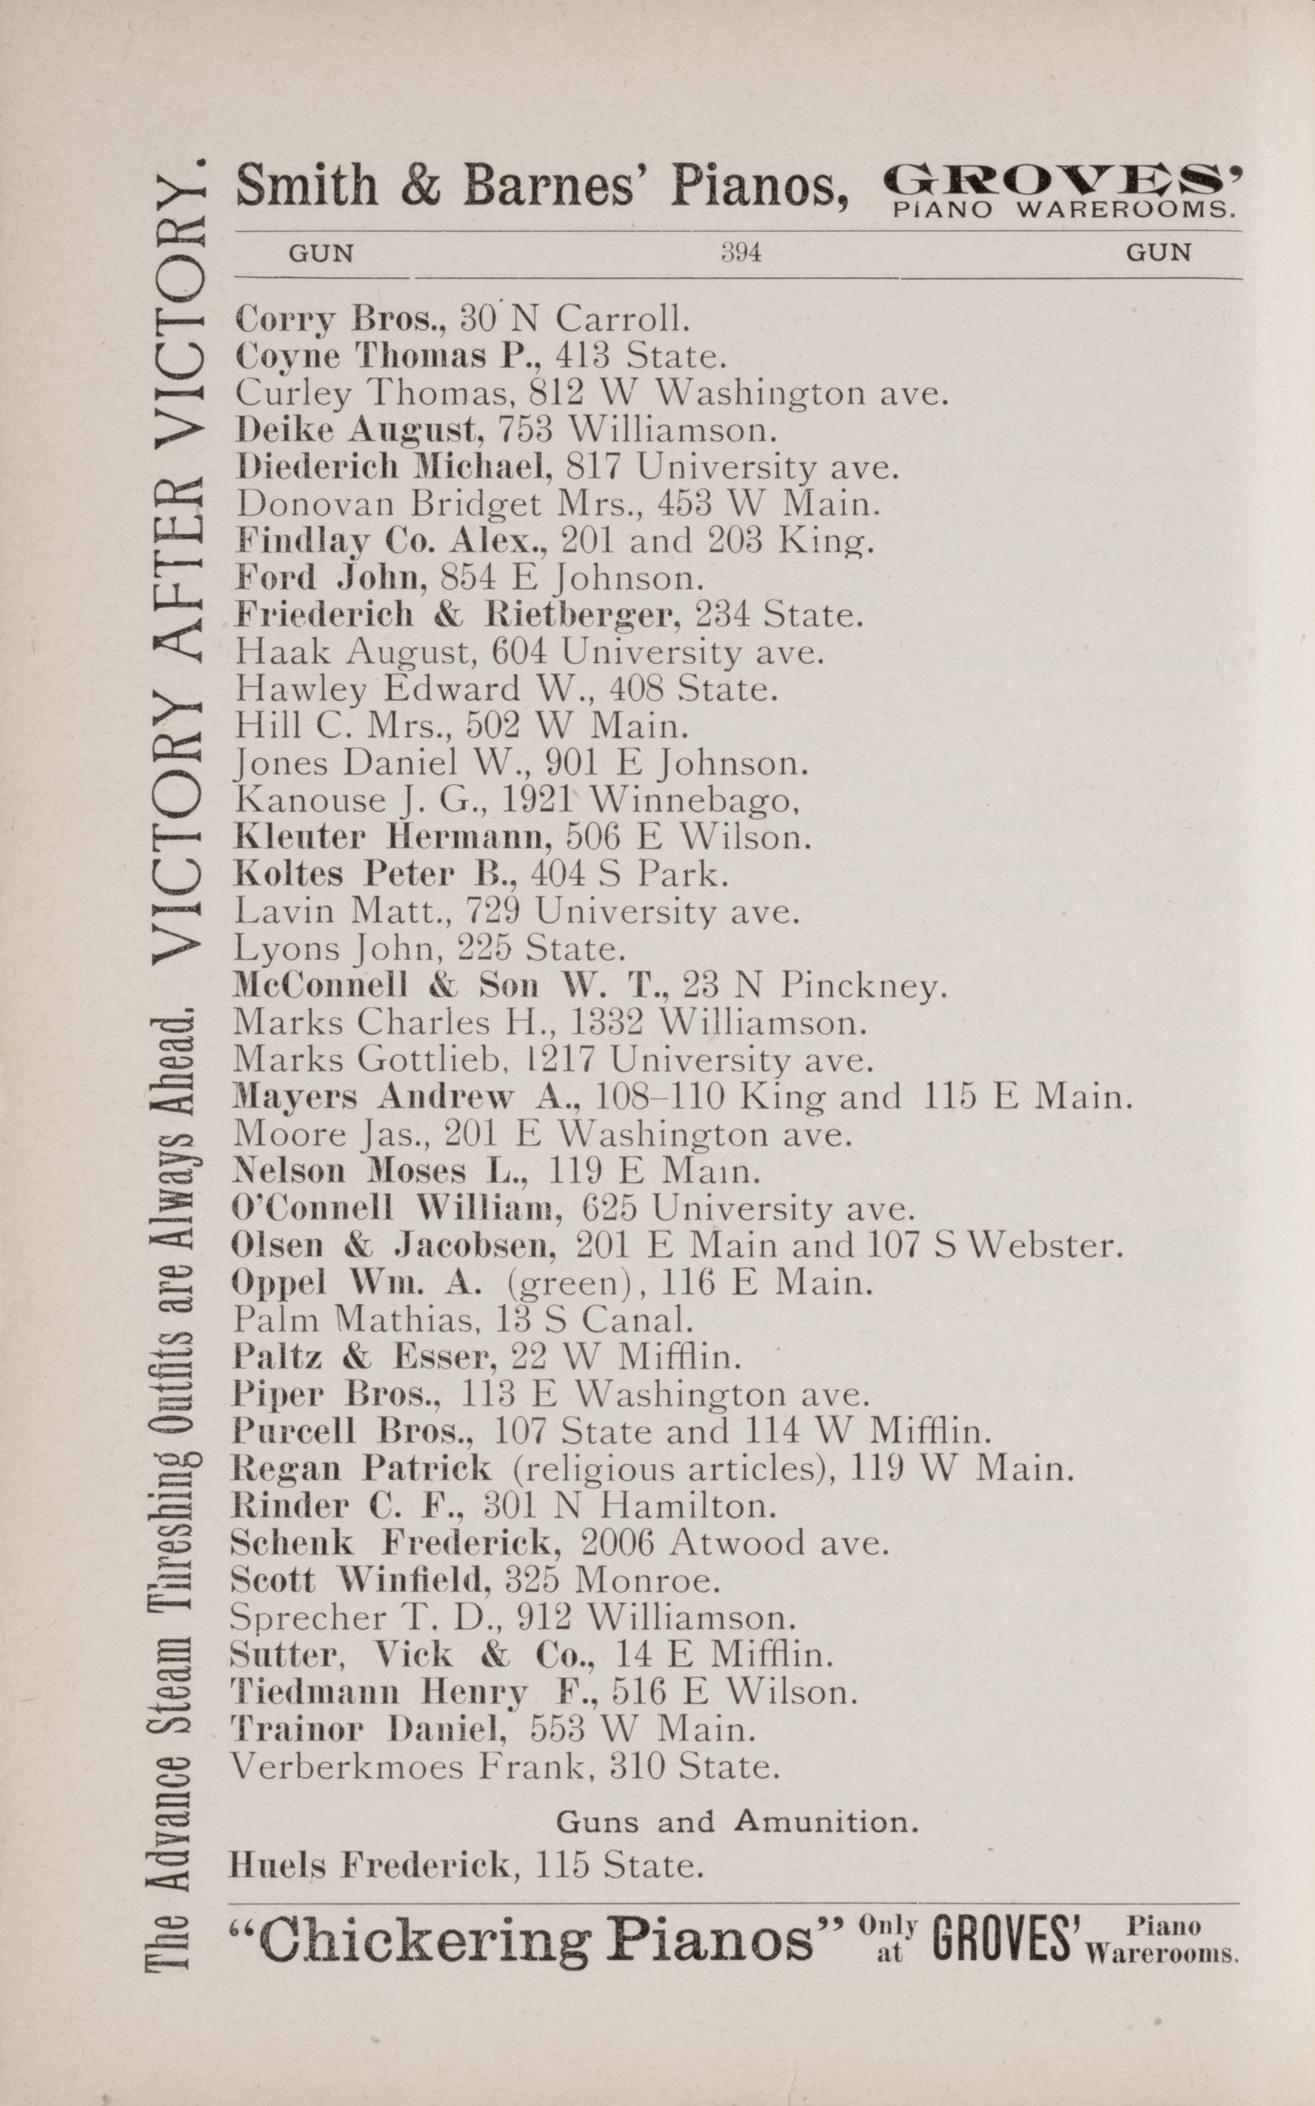 Smith & Barnes' Pianos, GROVES'
PIANO WAREROOMS.
GUN 394 GUN
Corry Bros., 30 N Carroll.
Coyne Thomas P., 413 State.
Curley Thomas, 812 W Washington ave.
Deike August, 753 Williamson.
Diederich Michael, 817 University ave.
Donovan Bridget Mrs., 453 W Main.
Findlay Co. Alex., 201 and 203 King.
Ford John, 854 E Johnson.
Friederich & Rietberger, 234 State.
Haak August, 604 University ave.
Hawley Edward W., 408 State.
Hill C. Mrs., 502 W Main.
Jones Daniel W., 901 E Johnson.
Kanouse J. G., 1921 Winnebago,
Kleuter Hermann, 506 E Wilson.
Koltes Peter B., 404 S Park.
Lavin Matt., 729 University ave.
Lyons John, 225 State.
McConnell & Son W. T., 23 N Pinckney.
Marks Charles H., 1332 Williamson.
Marks Gottlieb, 1217 University ave.
Mayers Andrew A., 108–110 King and 115 E Main.
Moore Jas., 201 E Washington ave.
Nelson Moses L., 119 E Main.
O'Connell William, 625 University ave.
Olsen & Jacobsen, 201 E Main and 107 S Webster.
Oppel Wm. A. (green), 116 E Main.
Palm Mathias, 13 S Canal.
Paltz & Esser, 22 W Mifflin.
Piper Bros., 113 E Washington ave.
Purcell Bros., 107 State and 114 W Mifflin.
Regan Patrick (religious articles), 119 W Main.
Rinder C. F., 301 N Hamilton.
Schenk Frederick, 2006 Atwood ave.
Scott Winfield, 325 Monroe.
Sprecher T. D., 912 Williamson.
Sutter, Vick & Co., 14 E Mifflin.
Tiedmann Henry F., 516 E Wilson.
Trainor Daniel, 553 W Main.
Verberkmoes Frank, 310 State.
Guns and Amunition.
Huels Frederick, 115 State.
"Chickering Pianos" Only at GROVES' Piano Warerooms.
The Advance Steam Threshing Outfits are Always Ahead. VICTORY AFTER VICTORY.